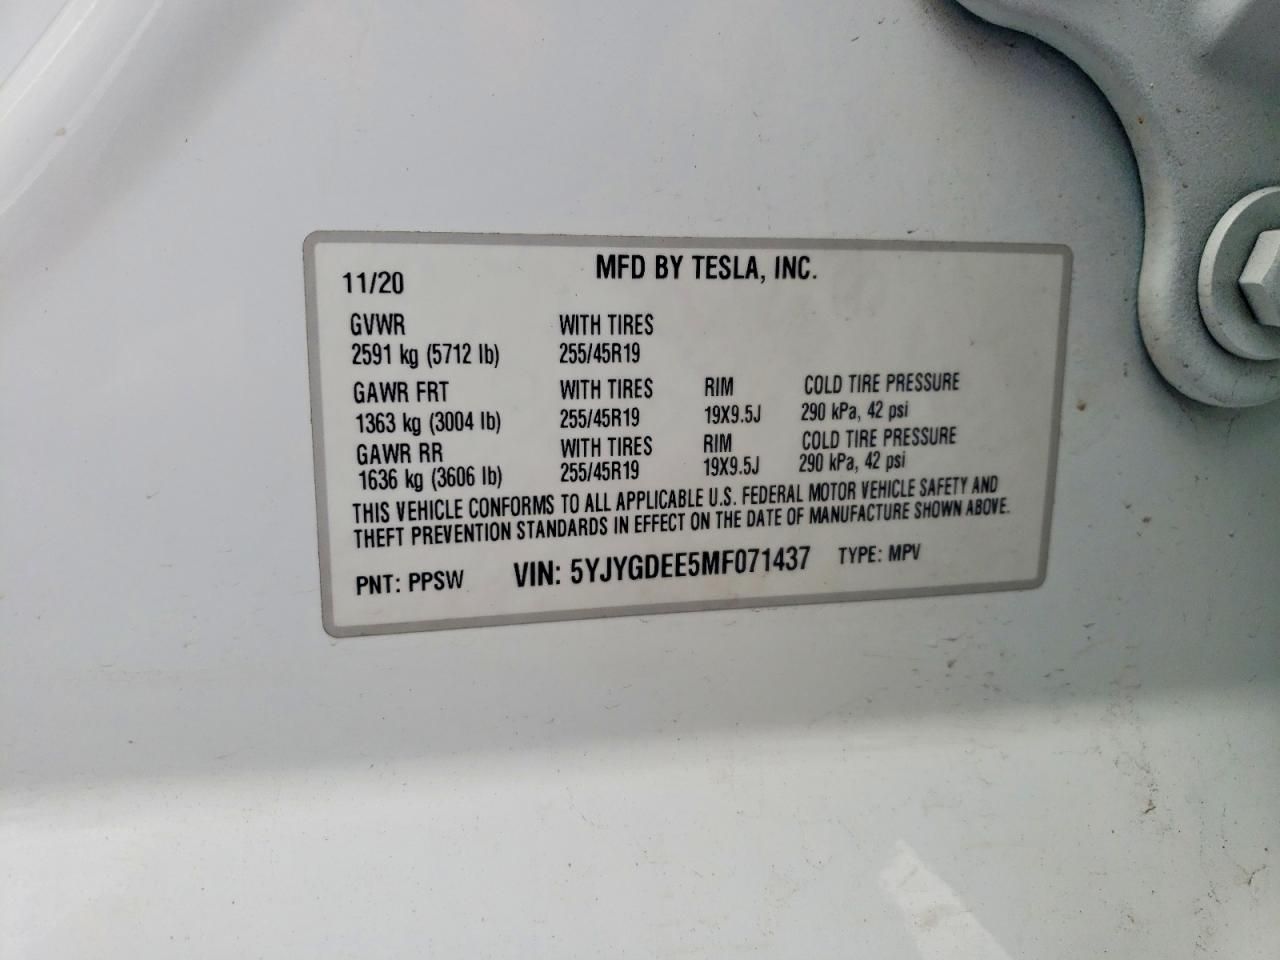 MFD BY TESLA, INC.
11/20
GVWR WITH TIRES
2591 kg (5712 lb) 255/45R19
GAWR FRT WITH TIRES RIM COLD TIRE PRESSURE
1363 kg (3004 lb) 255/45R19 19X9.5J 290 kPa, 42 psi
GAWR RR WITH TIRES RIM COLD TIRE PRESSURE
1636 kg (3606 lb) 255/45R19 19X9.5J 290 kPa, 42 psi
THIS VEHICLE CONFORMS TO ALL APPLICABLE U.S. FEDERAL MOTOR VEHICLE SAFETY AND
THEFT PREVENTION STANDARDS IN EFFECT ON THE DATE OF MANUFACTURE SHOWN ABOVE.
PNT: PPSW VIN: 5YJYGDEE5MF071437 TYPE: MPV